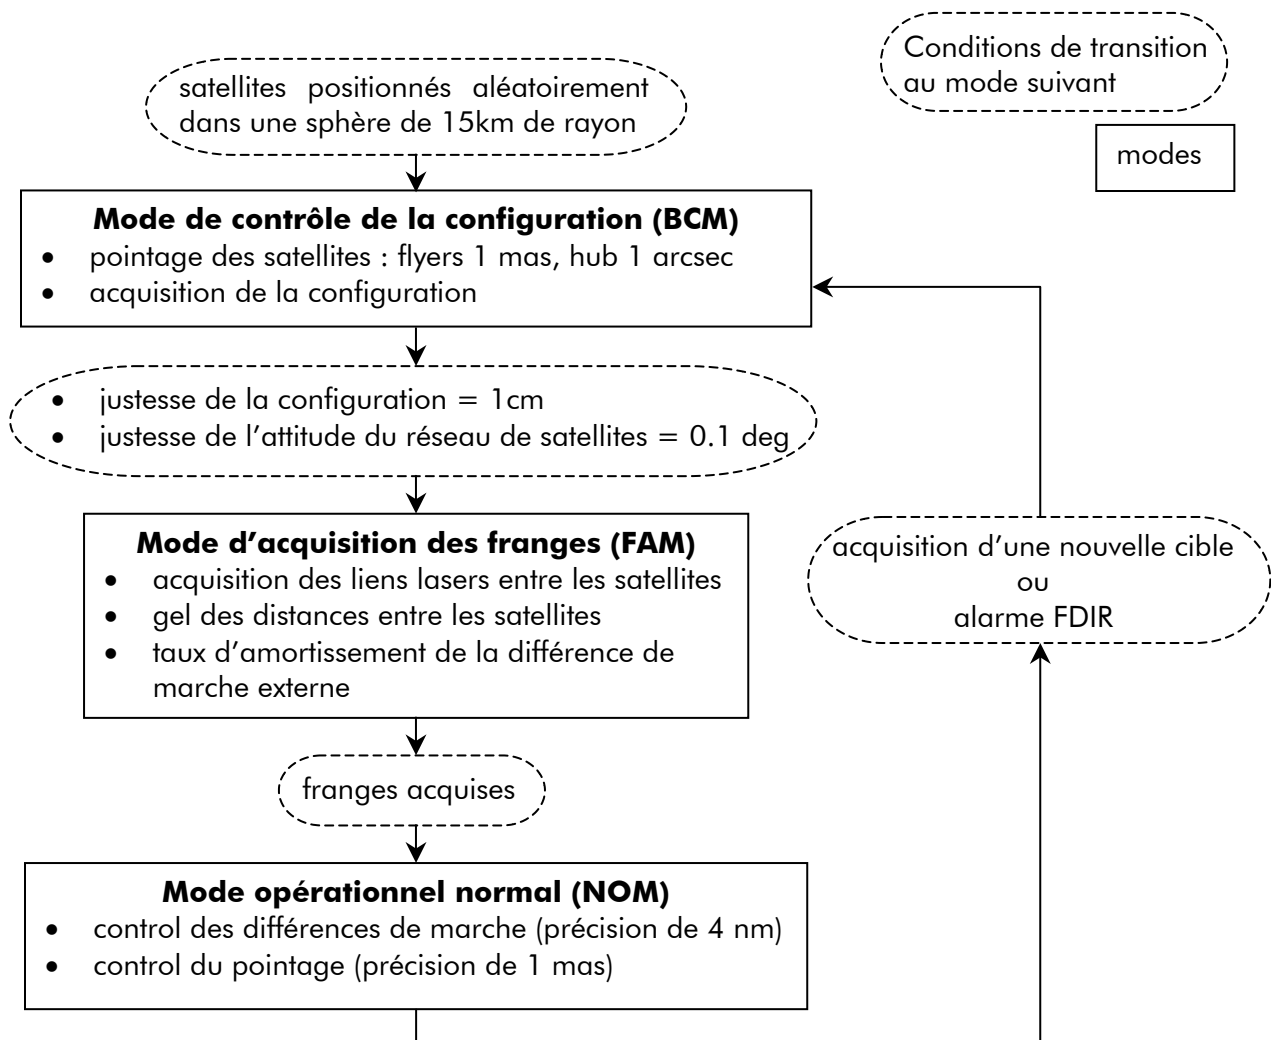 Conditions de transition
au mode suivant
modes
satellites positionnés aléatoirement
dans une sphère de 15km de rayon
Mode de contrôle de la configuration (BCM)
• pointage des satellites : flyers 1 mas, hub 1 arcsec
• acquisition de la configuration
• justesse de la configuration = 1cm
• justesse de l'attitude du réseau de satellites = 0.1 deg
Mode d'acquisition des franges (FAM)
• acquisition des liens lasers entre les satellites
• gel des distances entre les satellites
• taux d'amortissement de la différence de
marche externe
acquisition d'une nouvelle cible
ou
alarme FDIR
franges acquises
Mode opérationnel normal (NOM)
• control des différences de marche (précision de 4 nm)
• control du pointage (précision de 1 mas)